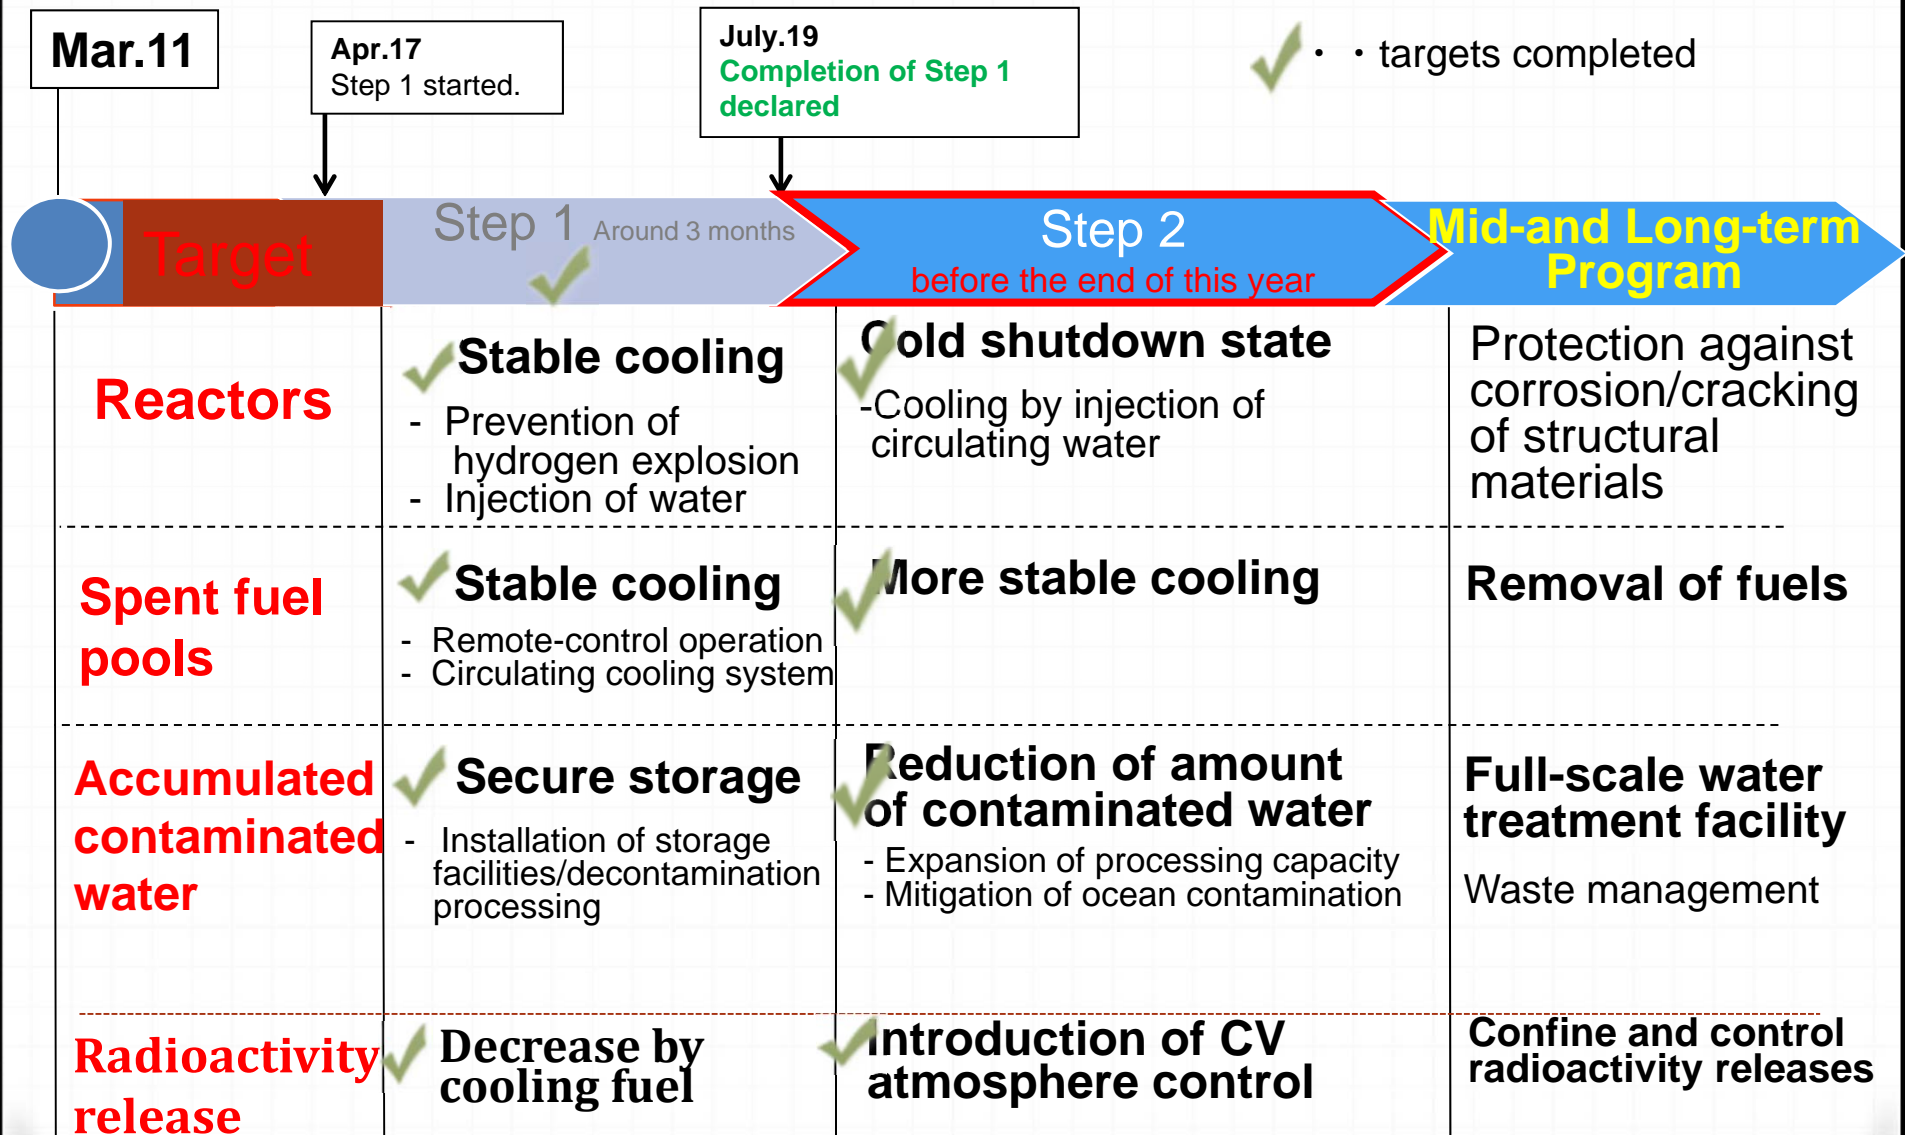 Mar.11
Apr.17
Step 1 started.
July.19
Completion of Step 1
declared
・・targets completed
Target
Step 1 Around 3 months
Step 2
before the end of this year
Mid-and Long-term
Program
Reactors
Stable cooling
- Prevention of
hydrogen explosion
- Injection of water
Cold shutdown state
-Cooling by injection of
circulating water
Protection against
corrosion/cracking
of structural
materials
Spent fuel
pools
Stable cooling
- Remote-control operation
- Circulating cooling system
More stable cooling
Removal of fuels
Accumulated
contaminated
water
Secure storage
- Installation of storage
facilities/decontamination
processing
Reduction of amount
of contaminated water
- Expansion of processing capacity
- Mitigation of ocean contamination
Full-scale water
treatment facility
Waste management
Radioactivity
release
Decrease by
cooling fuel
Introduction of CV
atmosphere control
Confine and control
radioactivity releases